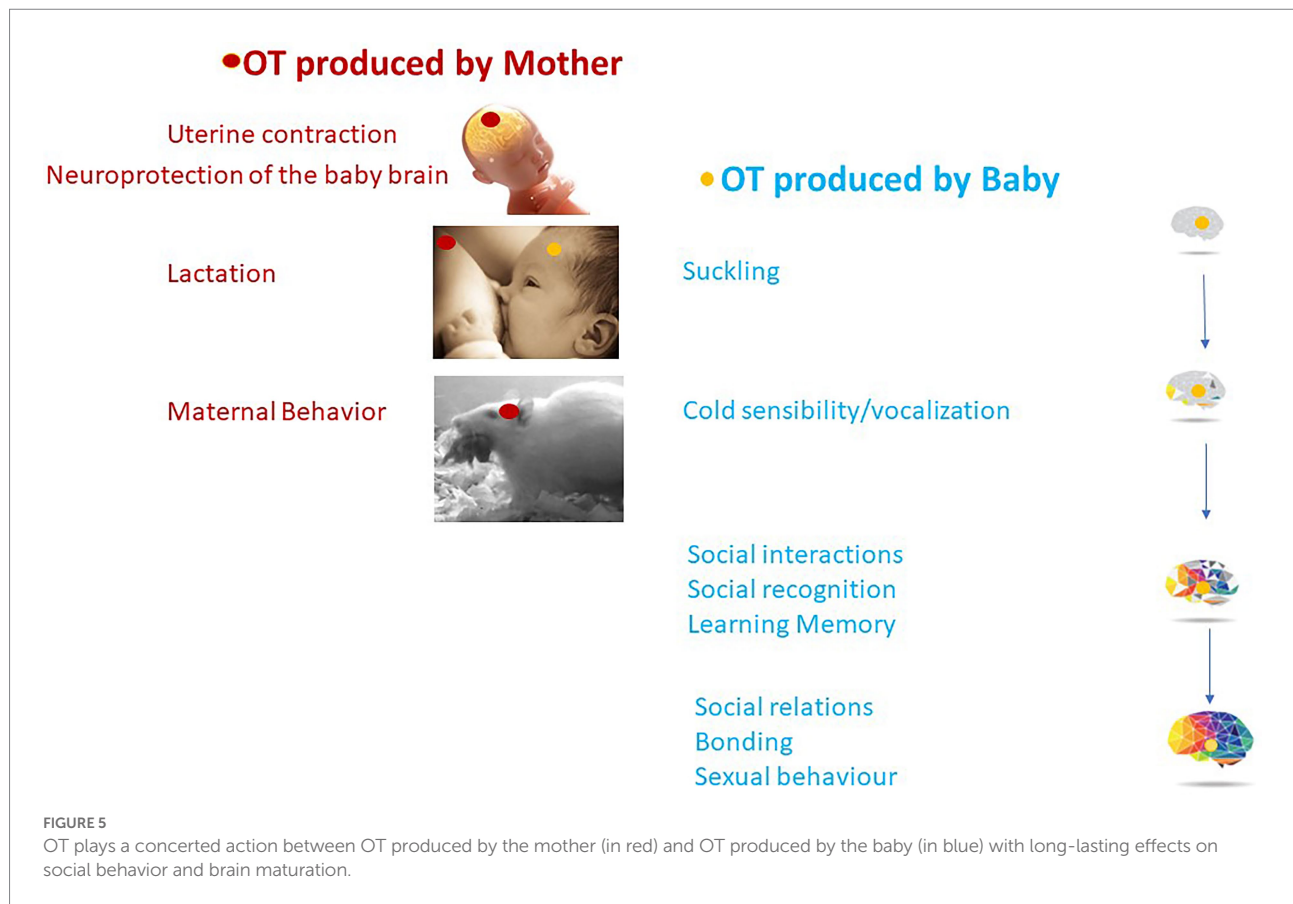 OT produced by Mother
Uterine contraction
Neuroprotection of the baby brain
Lactation
Maternal Behavior
OT produced by Baby
Suckling
Cold sensibility/vocalization
Social interactions
Social recognition
Learning Memory
Social relations
Bonding
Sexual behaviour
FIGURE 5
OT plays a concerted action between OT produced by the mother (in red) and OT produced by the baby (in blue) with long-lasting effects on
social behavior and brain maturation.